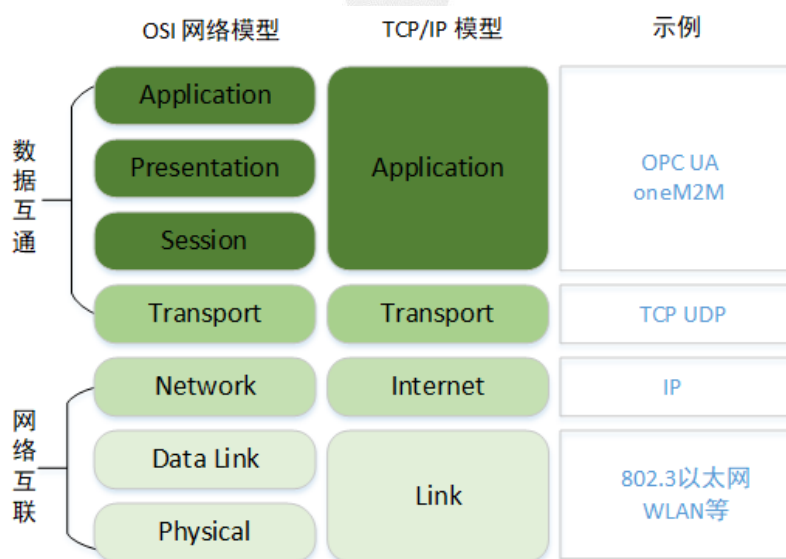 OSI 网络模型
TCP/IP 模型
示例
数据互通
Application
Presentation
Session
Transport
Application
Transport
OPC UA
oneM2M
TCP UDP
网络互联
Network
Data Link
Physical
Internet
Link
IP
802.3以太网
WLAN等